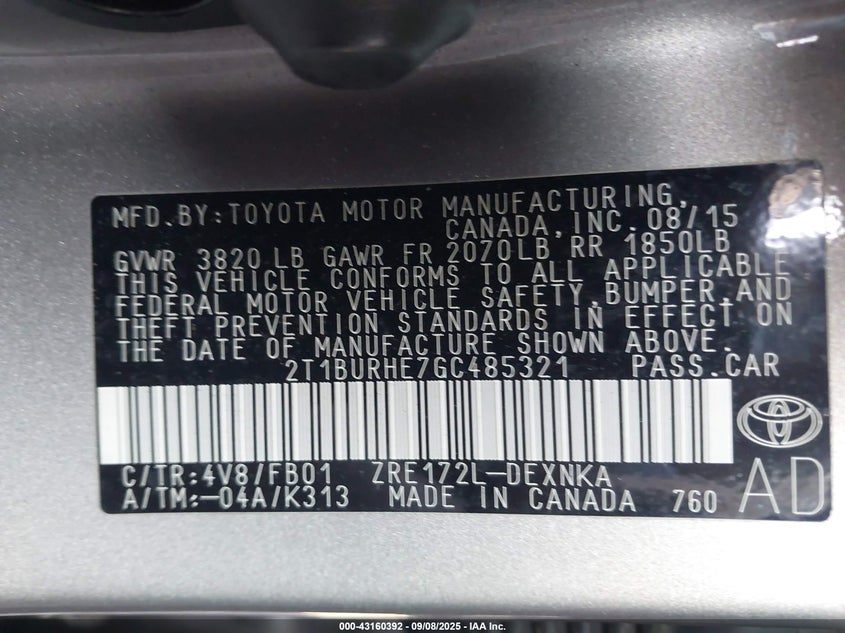 MFD.BY:TOYOTA MOTOR MANUFACTURING,
CANADA,INC.08/15
GVWR 3820 LB GAWR FR 2070LB RR 1850LB
THIS VEHICLE CONFORMS TO ALL APPLICABLE
FEDERAL MOTOR VEHICLE SAFETY,BUMPER,AND
THEFT PREVENTION STANDARDS IN EFFECT ON
THE DATE OF MANUFACTURE SHOWN ABOVE.
2T1BURHE7GC485321 PASS.CAR
C/TR:4V8/FB01 ZRE172L-DEXNKA
A/TM:-04A/K313 MADE IN CANADA 760 AD
000-43160392 - 09/08/2025 - IAA Inc.